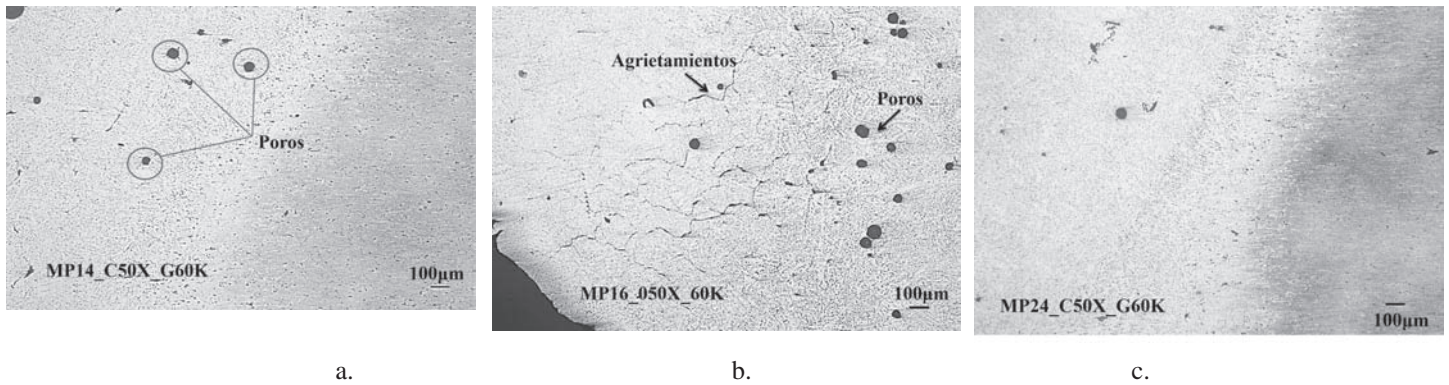 Poros
MP14_C50X_G60K
100µm
Agrietamientos
Poros
MP16_050X_60K
100µm
MP24_C50X_G60K
100µm
a.
b.
c.